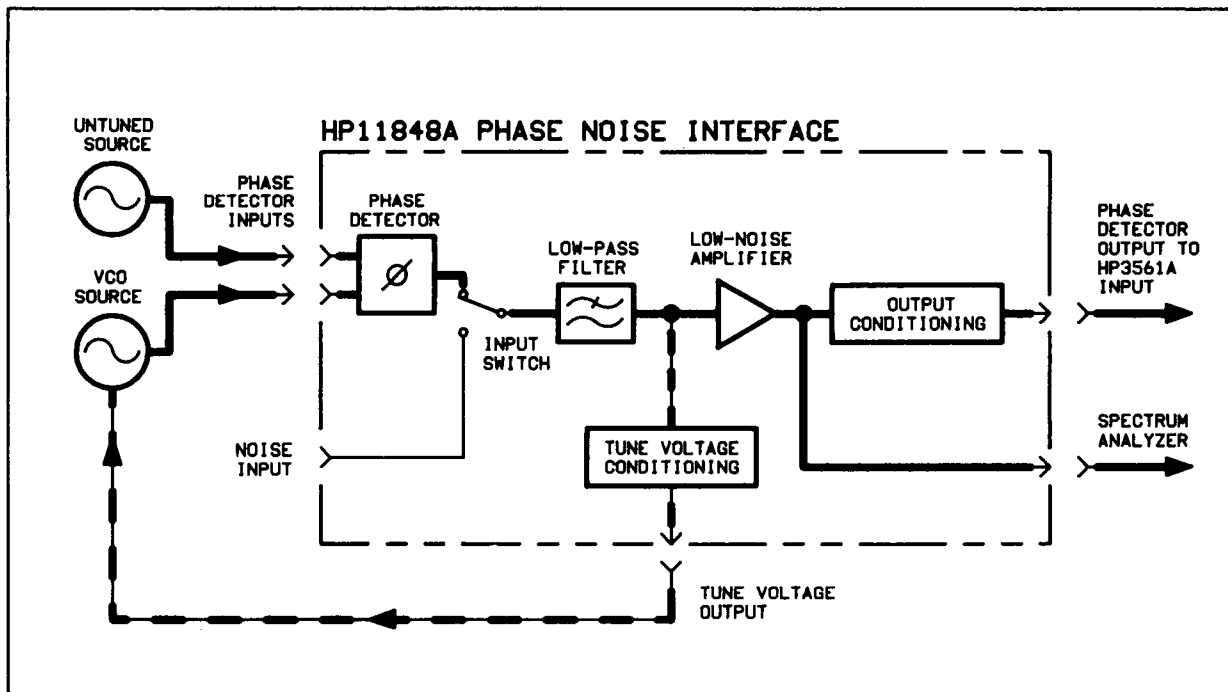 HP11848A PHASE NOISE INTERFACE
UNTUNED
SOURCE
PHASE
DETECTOR
INPUTS
VCO
SOURCE
PHASE
DETECTOR
INPUT
SWITCH
NOISE
INPUT
LOW-PASS
FILTER
LOW-NOISE
AMPLIFIER
TUNE VOLTAGE
CONDITIONING
OUTPUT
CONDITIONING
PHASE
DETECTOR
OUTPUT TO
HP3561A
INPUT
SPECTRUM
ANALYZER
TUNE VOLTAGE
OUTPUT